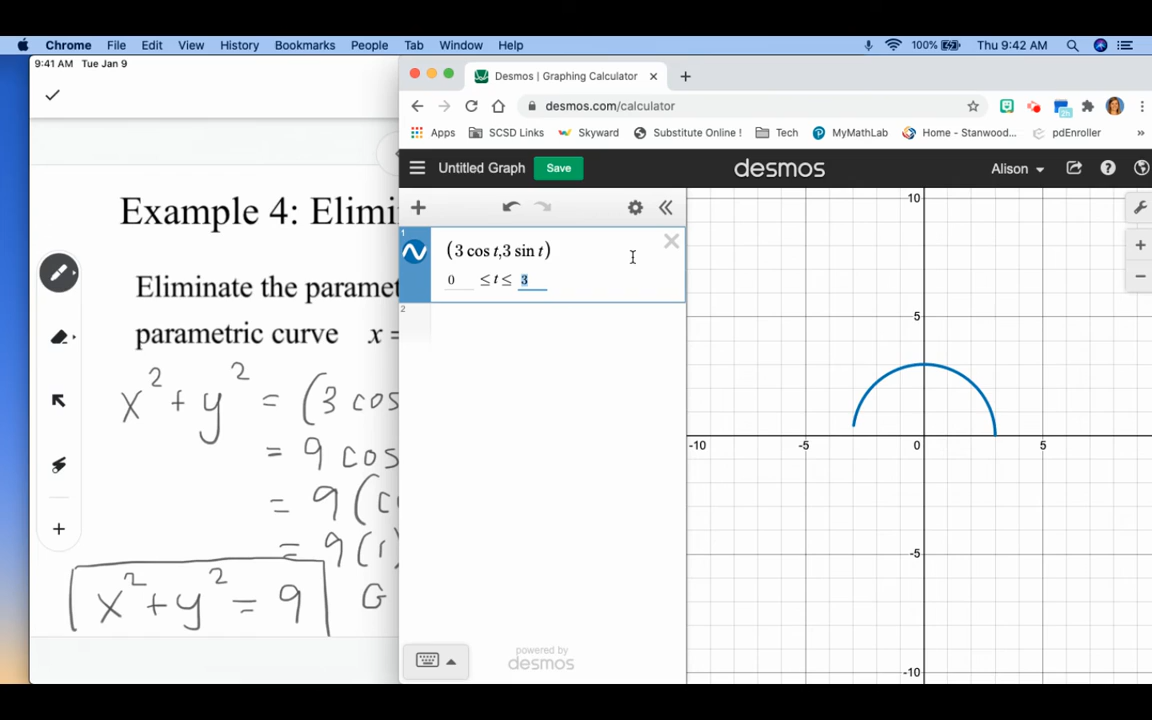 Chrome File Edit View History Bookmarks People Tab Window Help 100% Thu 9:42 AM
9:41 AM Tue Jan 9
Desmos | Graphing Calculator
desmos.com/calculator
Apps SCSD Links Skyward Substitute Online ! Tech MyMathLab Home - Stanwood... pdEnroller »
Untitled Graph Save desmos Alison
Example 4: Elimi
Eliminate the parame
parametric curve x =
x² + y² = (3 cos
= 9 cos
= 9 (c
= 9 (1)
x² + y² = 9 G
1
(3 cos t,3 sin t)
0 ≤ t ≤ 3
2
powered by
desmos
10
5
-10 -5 0 5
-5
-10